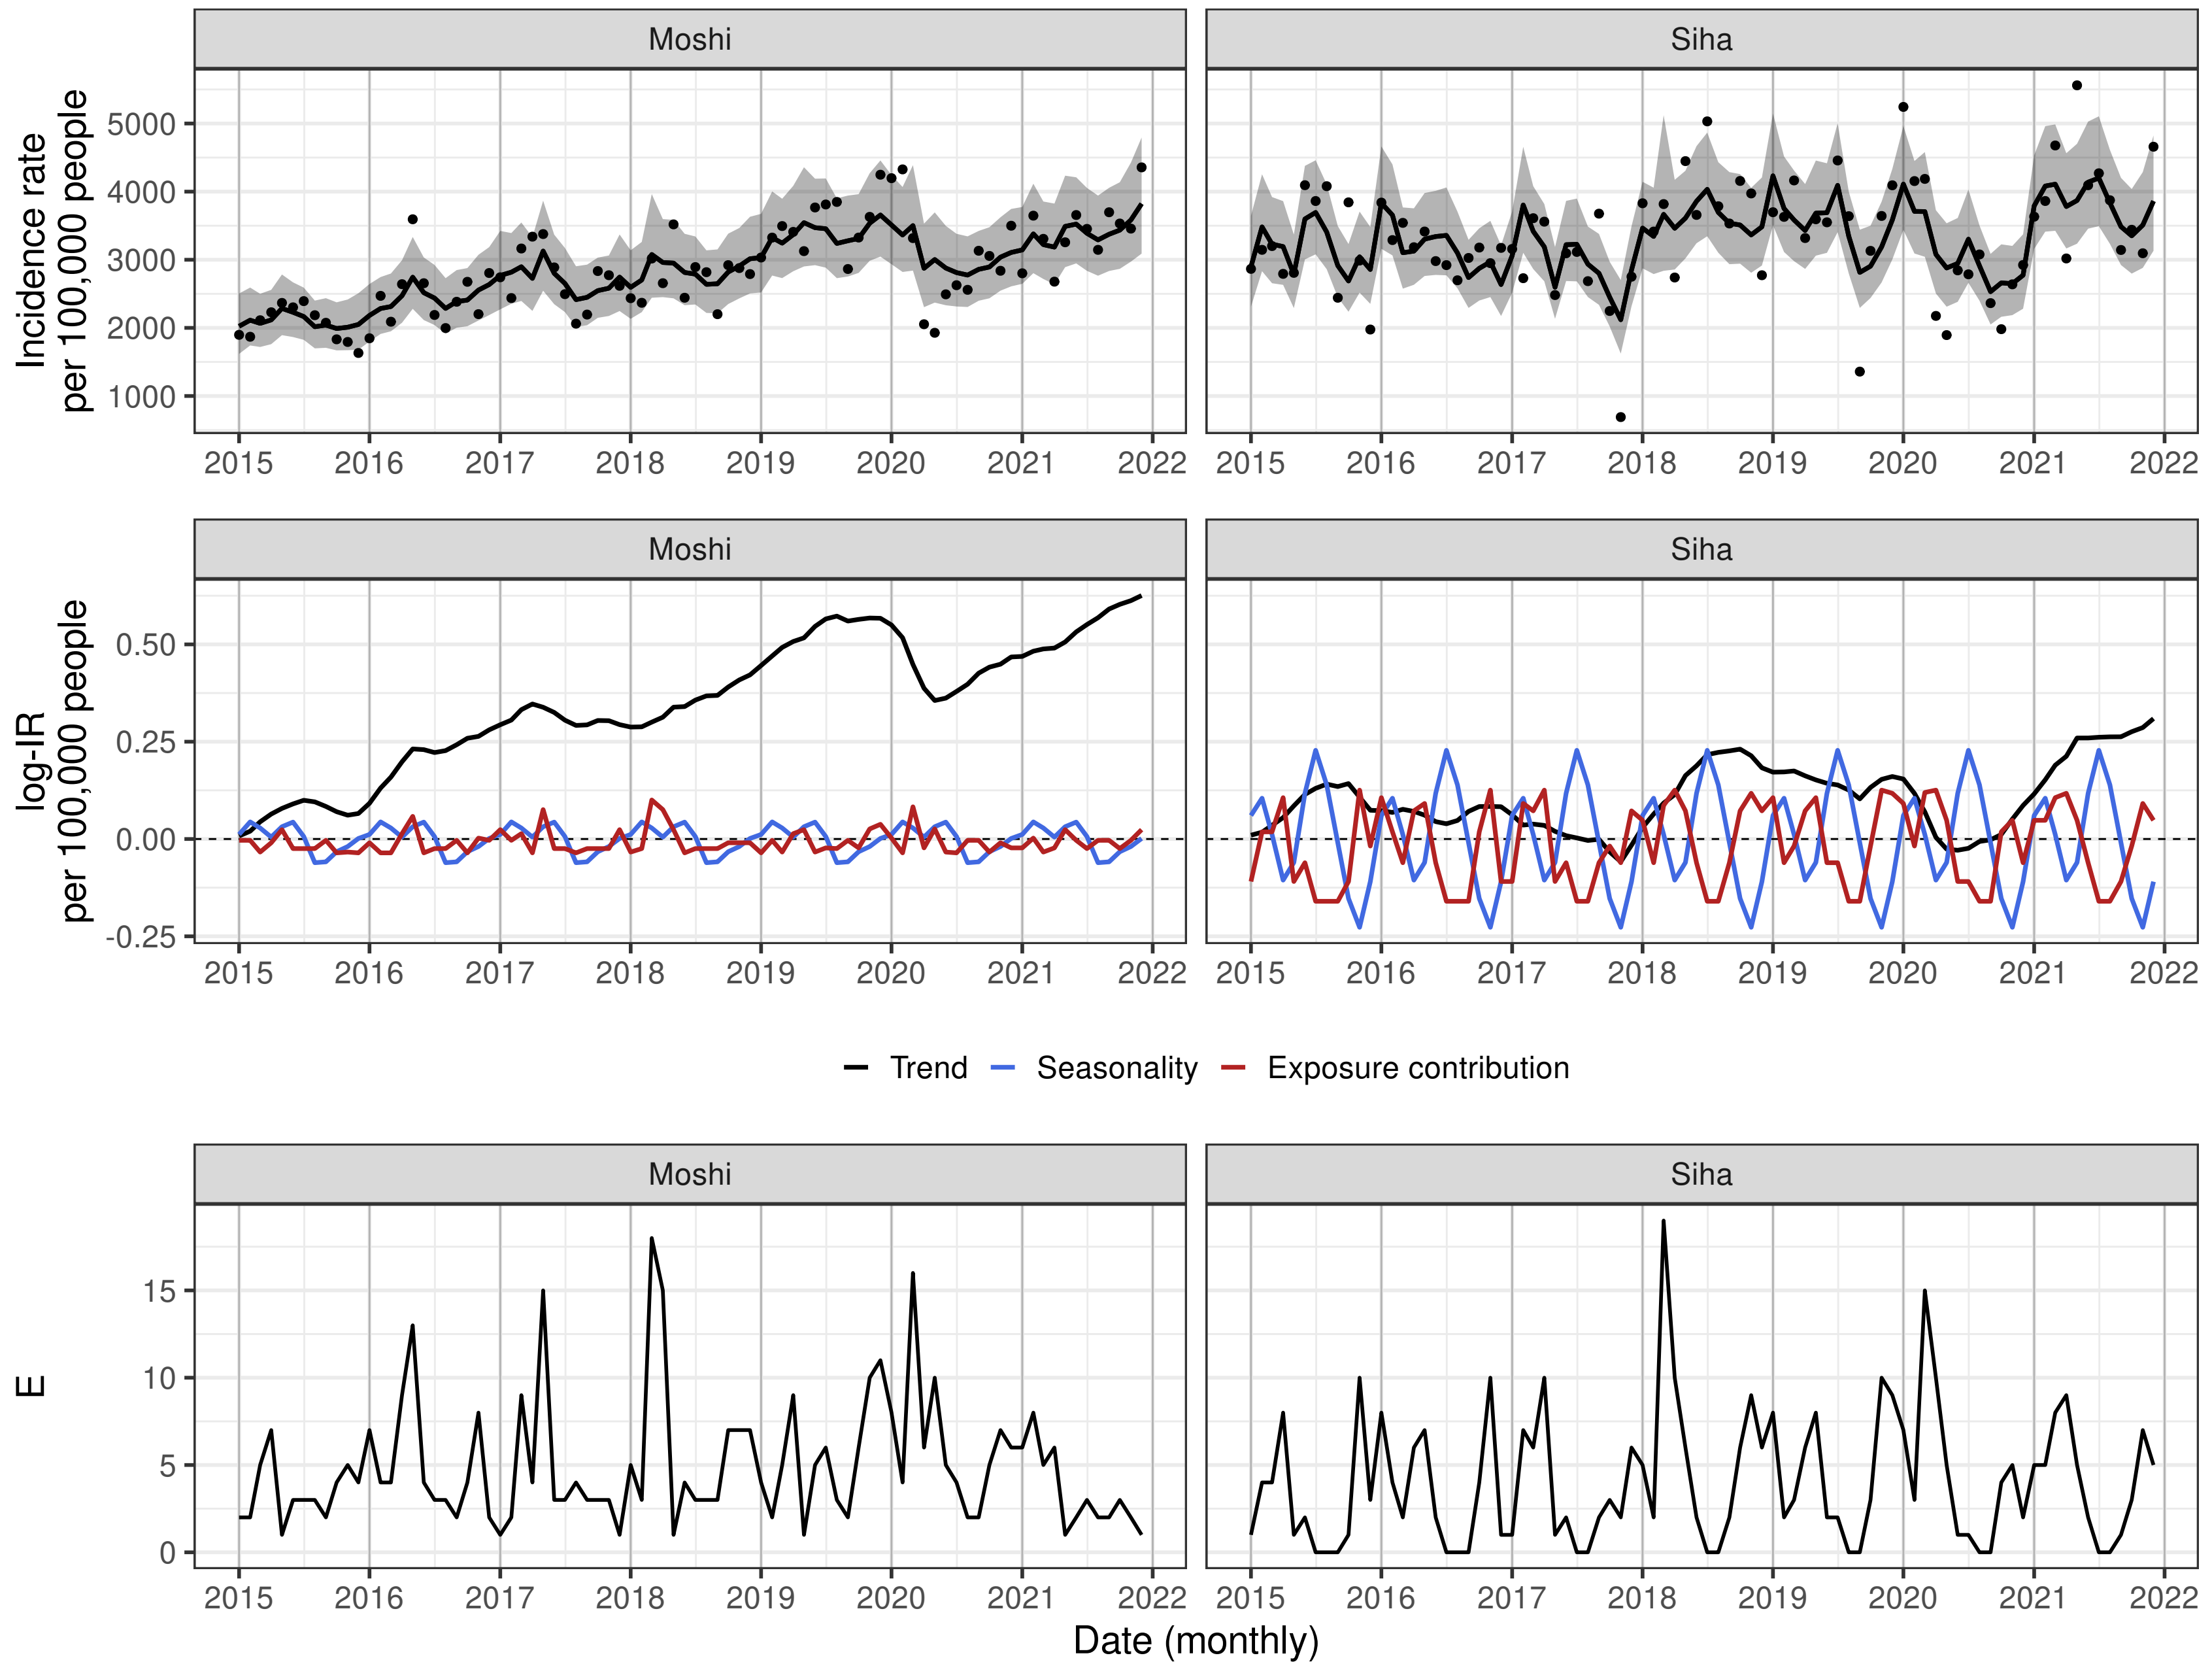 Moshi Siha
Incidence rate
per 100,000 people
5000
4000
3000
2000
1000
2015 2016 2017 2018 2019 2020 2021 2022 2015 2016 2017 2018 2019 2020 2021 2022
Moshi Siha
log-IR
per 100,000 people
0.50
0.25
0.00
-0.25
2015 2016 2017 2018 2019 2020 2021 2022 2015 2016 2017 2018 2019 2020 2021 2022
Trend Seasonality Exposure contribution
Moshi Siha
E
15
10
5
0
2015 2016 2017 2018 2019 2020 2021 2022 2015 2016 2017 2018 2019 2020 2021 2022
Date (monthly)